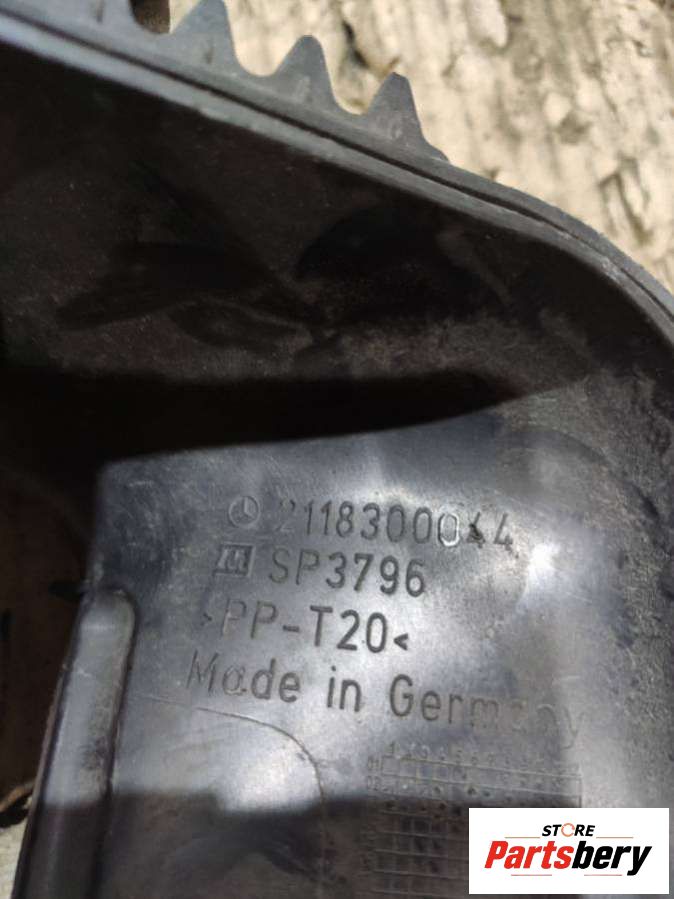 2118300044
SP3796
>PP-T20<
Made in Germany
STORE
Partsbery